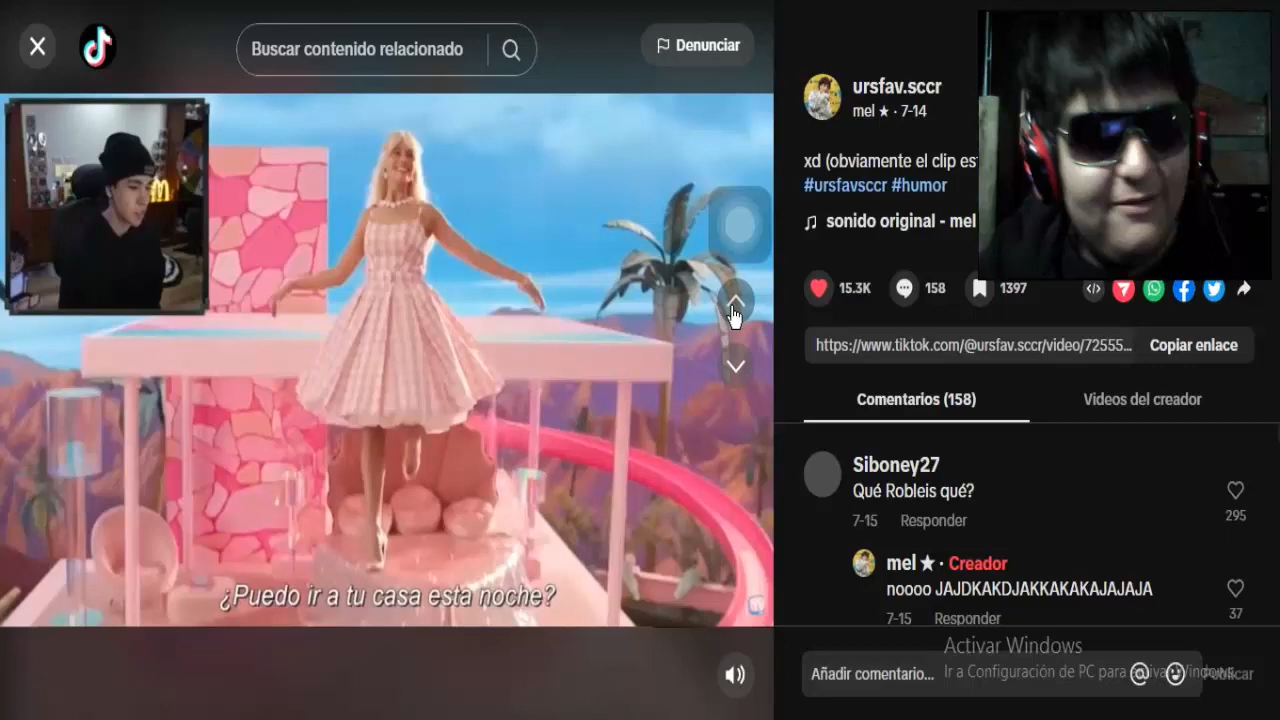 Buscar contenido relacionado
Denunciar
ursfav.sccr
mel ★ · 7-14
xd (obviamente el clip es
#ursfavsccr #humor
sonido original - mel
15.3K
158
1397
https://www.tiktok.com/@ursfav.sccr/video/72555...
Copiar enlace
Comentarios (158)
Videos del creador
Siboney27
Qué Robleis qué?
7-15 Responder
295
mel ★ · Creador
noooo JAJDKAKDJAKKAKAKAJAJAJA
37
7-15 Responder
¿Puedo ir a tu casa esta noche?
Activar Windows
Ir a Configuración de PC para activar Windows.
Añadir comentario...
Publicar